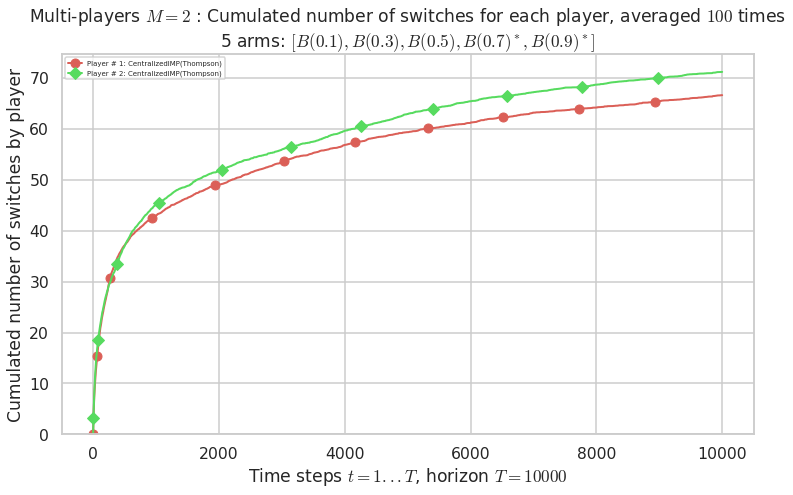 Multi-players M = 2 : Cumulated number of switches for each player, averaged 100 times
5 arms: [B(0.1), B(0.3), B(0.5), B(0.7)*, B(0.9)*]
Player # 1: CentralizedIMP(Thompson)
Player # 2: CentralizedIMP(Thompson)
Cumulated number of switches by player
70
60
50
40
30
20
10
0
0 2000 4000 6000 8000 10000
Time steps t = 1...T, horizon T = 10000